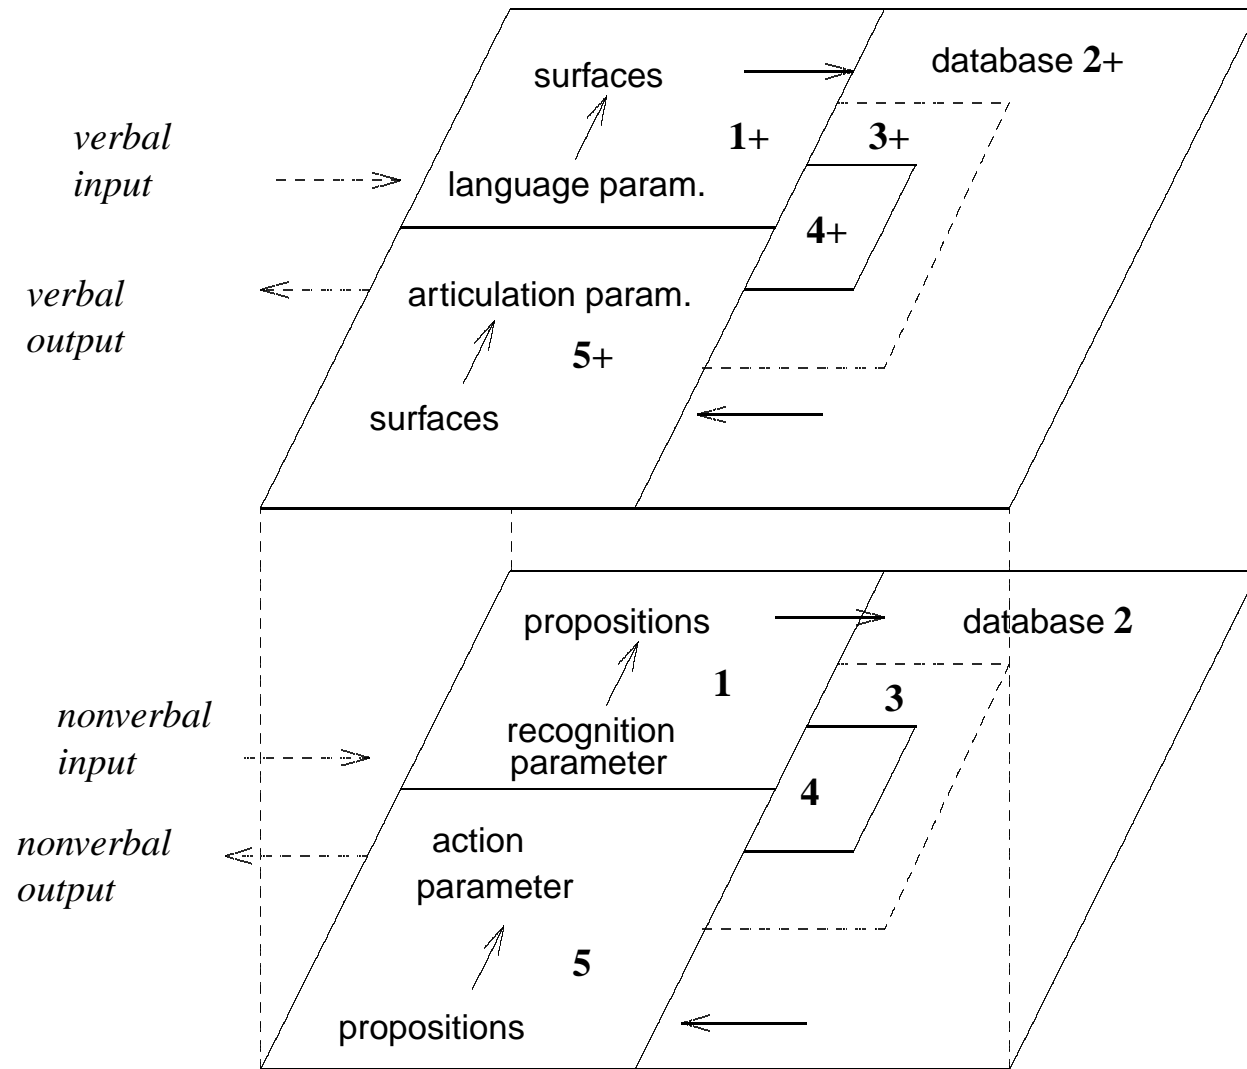 surfaces
database 2+
verbal
input
1+
3+
language param.
4+
verbal
output
articulation param.
5+
surfaces
propositions
database 2
nonverbal
input
1
3
recognition
parameter
4
nonverbal
output
action
parameter
5
propositions